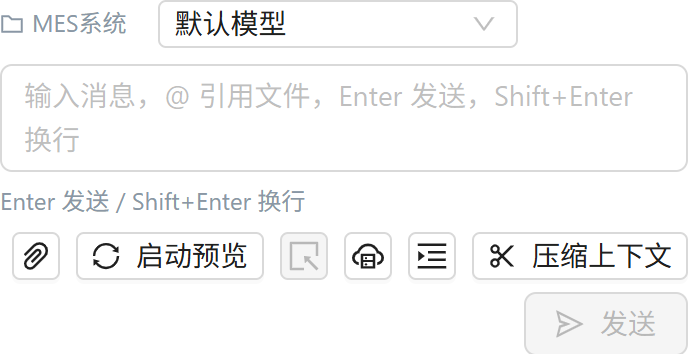 MES系统
默认模型
输入消息，@ 引用文件，Enter 发送，Shift+Enter
换行
Enter 发送 / Shift+Enter 换行
启动预览
压缩上下文
发送